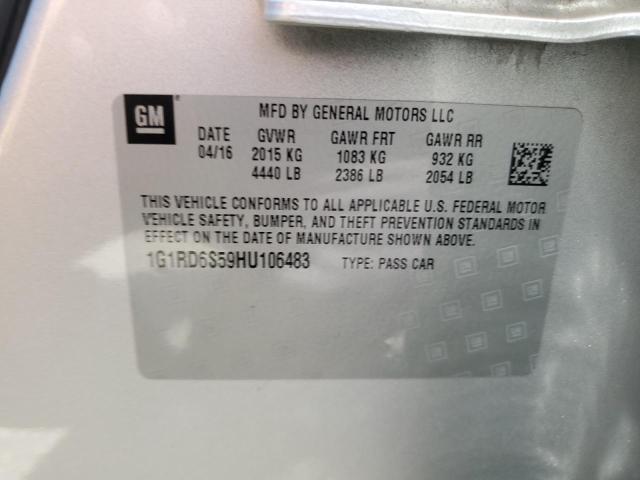 GM
MFD BY GENERAL MOTORS LLC
DATE GVWR GAWR FRT GAWR RR
04/16 2015 KG 1083 KG 932 KG
4440 LB 2386 LB 2054 LB
THIS VEHICLE CONFORMS TO ALL APPLICABLE U.S. FEDERAL MOTOR
VEHICLE SAFETY, BUMPER, AND THEFT PREVENTION STANDARDS IN
EFFECT ON THE DATE OF MANUFACTURE SHOWN ABOVE.
1G1RD6S59HU106483 TYPE: PASS CAR